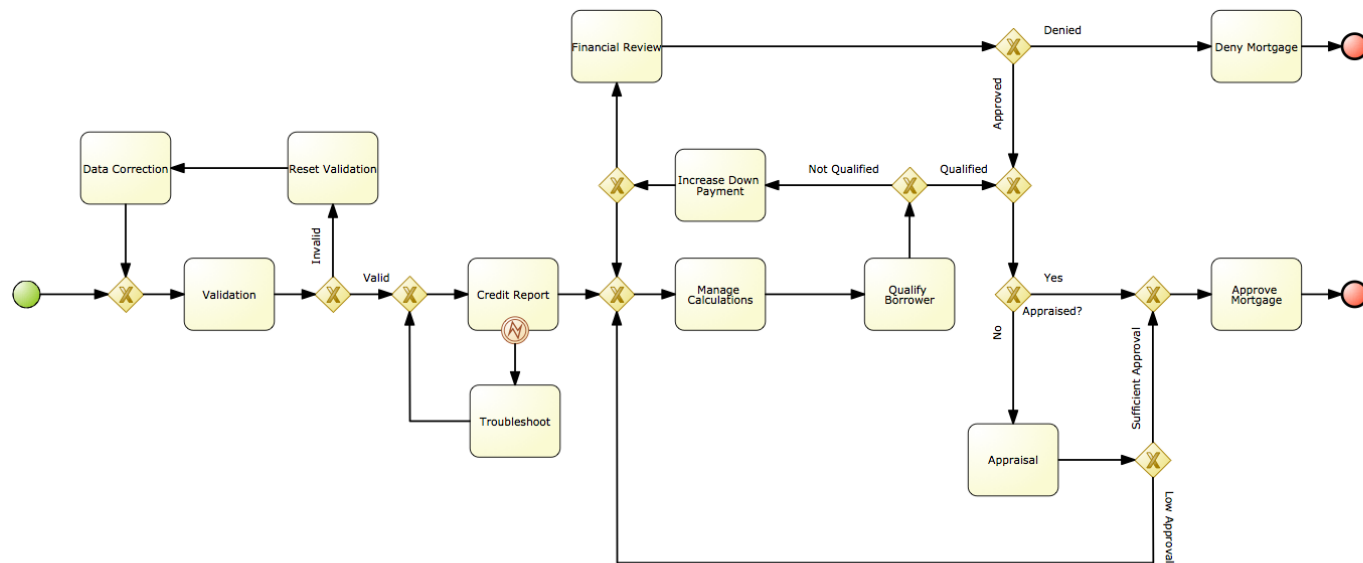 Denied
Financial Review
Deny Mortgage
Approved
Data Correction
Reset Validation
Increase Down
Payment
Not Qualified
Qualified
Invalid
Valid
Validation
Credit Report
Manage
Calculations
Qualify
Borrower
Yes
Appraised?
No
Approve
Mortgage
Sufficient Approval
Troubleshoot
Appraisal
Low Approval